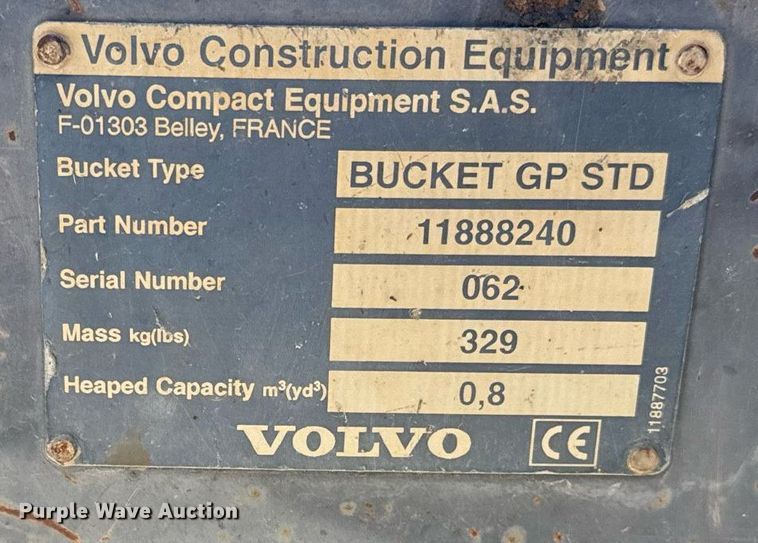 Volvo Construction Equipment
Volvo Compact Equipment S.A.S.
F-01303 Belley, FRANCE
Bucket Type BUCKET GP STD
Part Number 11888240
Serial Number 062
Mass kg(lbs) 329
Heaped Capacity m³(yd³) 0,8
11887703
VOLVO CE
Purple Wave Auction